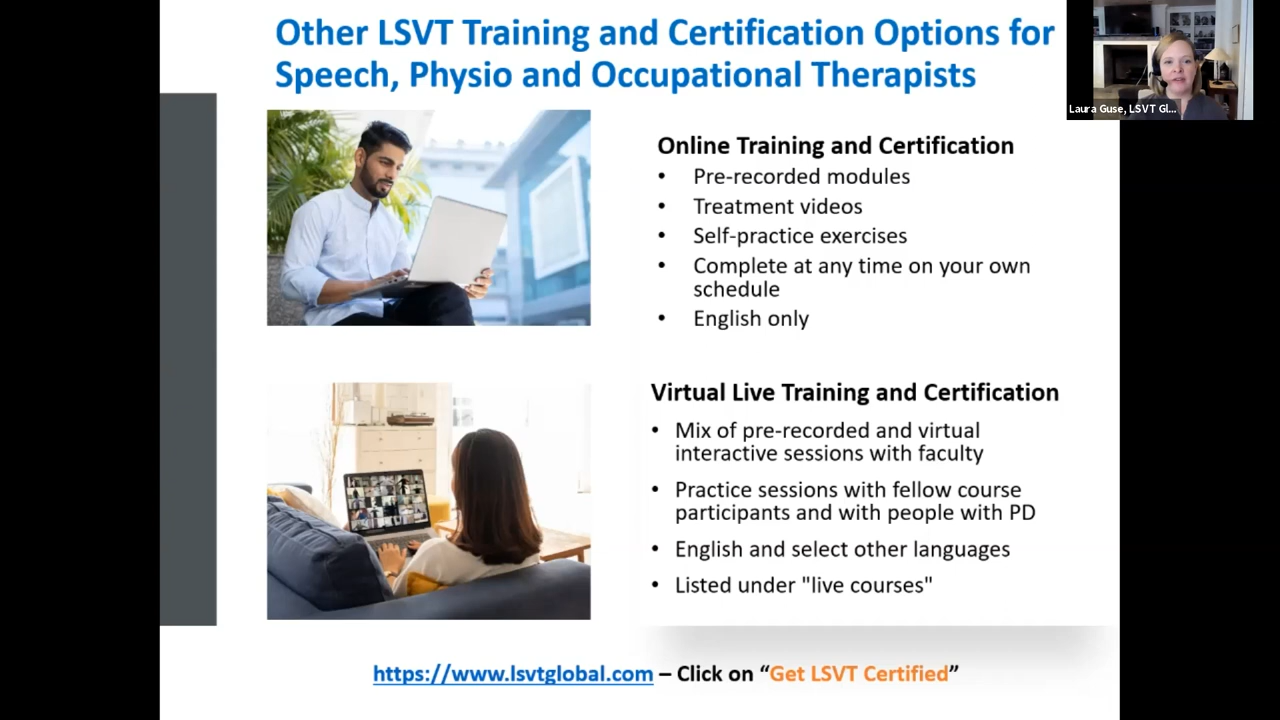 Other LSVT Training and Certification Options for
Speech, Physio and Occupational Therapists
Laura Guse, LSVT Gl...
Online Training and Certification
• Pre-recorded modules
• Treatment videos
• Self-practice exercises
• Complete at any time on your own
schedule
• English only
Virtual Live Training and Certification
• Mix of pre-recorded and virtual
interactive sessions with faculty
• Practice sessions with fellow course
participants and with people with PD
• English and select other languages
• Listed under "live courses"
https://www.lsvtglobal.com – Click on “Get LSVT Certified”